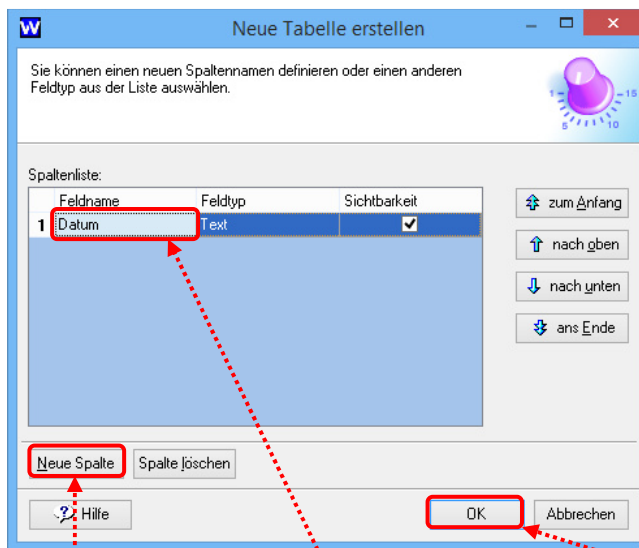 W Neue Tabelle erstellen
Sie können einen neuen Spaltennamen definieren oder einen anderen
Feldtyp aus der Liste auswählen.
1 15
5 10
Spaltenliste:
Feldname Feldtyp Sichtbarkeit
1 Datum Text
zum Anfang
nach oben
nach unten
ans Ende
Neue Spalte Spalte löschen
Hilfe OK Abbrechen